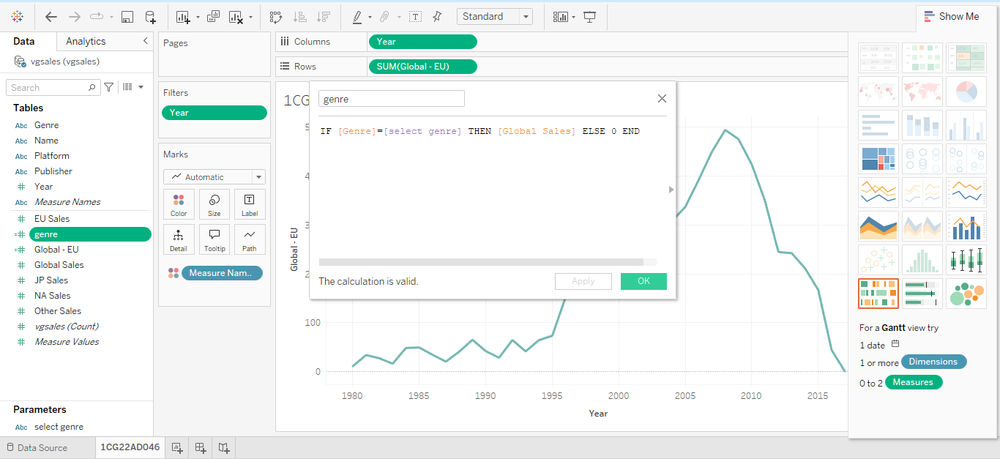 Standard
Show Me
Data
Analytics
vgsales (vgsales)
Search
Tables
Abc Genre
Abc Name
Abc Platform
Abc Publisher
# Year
Abc Measure Names
# EU Sales
=# genre
=# Global - EU
# Global Sales
# JP Sales
# NA Sales
# Other Sales
# vgsales (Count)
# Measure Values
Parameters
Abc select genre
Pages
Filters
Year
Marks
Automatic
Color
Size
Label
Detail
Tooltip
Path
Measure Nam..
Columns
Year
Rows
SUM(Global - EU)
1CG
genre
IF [Genre]=[select genre] THEN [Global Sales] ELSE 0 END
The calculation is valid.
Apply
OK
Global - EU
5
4
3
2
100
0
1980
1985
1990
1995
2000
2005
2010
2015
Year
For a Gantt view try
1 date
1 or more Dimensions
0 to 2 Measures
Data Source
1CG22AD046